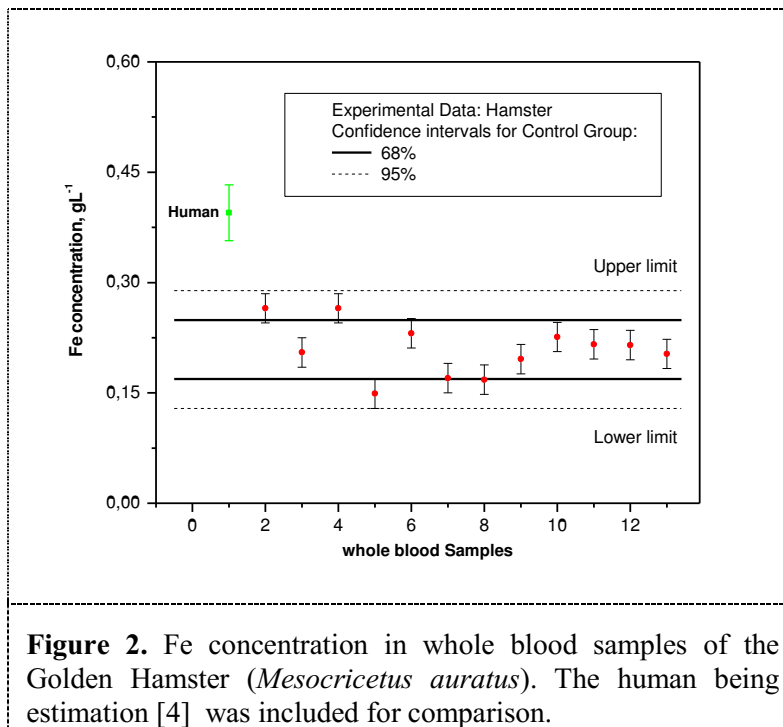 0,60
0,45
0,30
0,15
0,00
Fe concentration, gL⁻¹
Experimental Data: Hamster
Confidence intervals for Control Group:
68%
95%
Human
Upper limit
Lower limit
0 2 4 6 8 10 12
whole blood Samples
Figure 2. Fe concentration in whole blood samples of the
Golden Hamster (Mesocricetus auratus). The human being
estimation [4] was included for comparison.